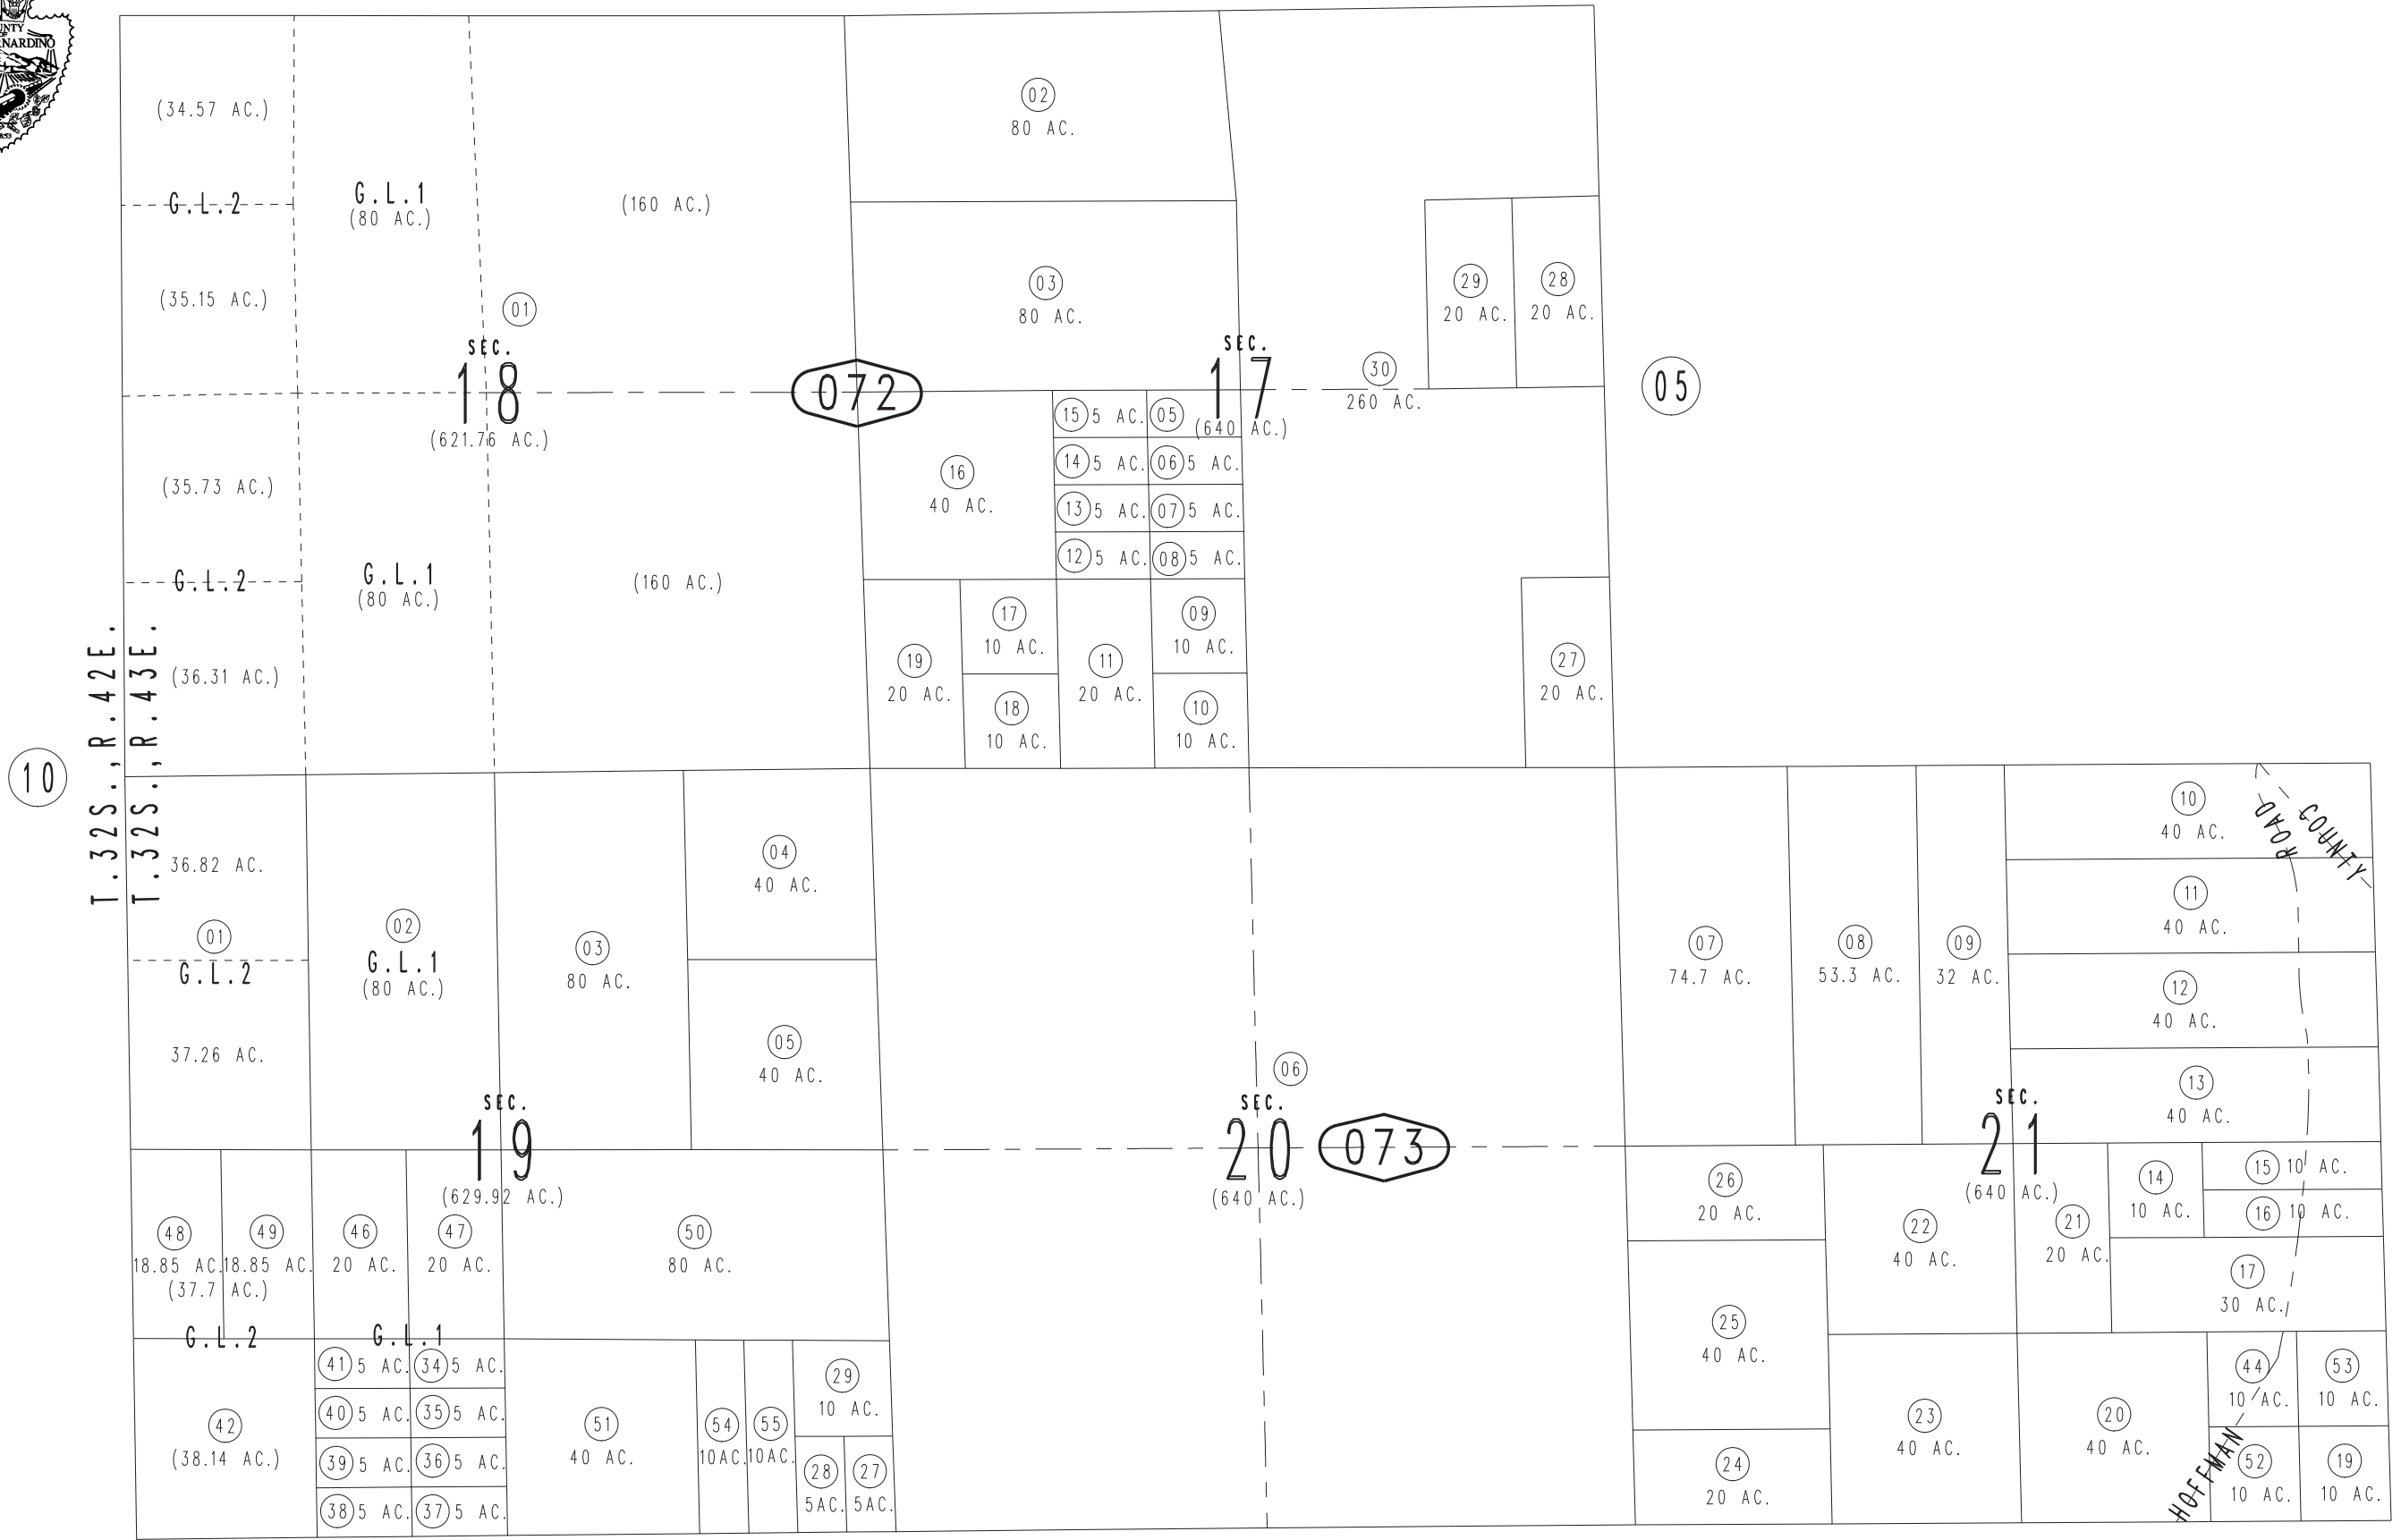 UNTY
RNARDINO
(34.57 AC.)
02
80 AC.
G.L.2
G.L.1
(80 AC.)
(160 AC.)
29
20 AC.
28
20 AC.
(35.15 AC.)
01
03
80 AC.
SEC.
18
(621.76 AC.)
072
SEC.
17
(640 AC.)
30
260 AC.
05
15 5 AC.
05
14 5 AC.
06 5 AC.
13 5 AC.
07 5 AC.
12 5 AC.
08 5 AC.
16
40 AC.
(35.73 AC.)
G.L.2
G.L.1
(80 AC.)
(160 AC.)
(36.31 AC.)
19
20 AC.
17
10 AC.
18
10 AC.
11
20 AC.
09
10 AC.
10
10 AC.
27
20 AC.
T.32S.,R.42E.
T.32S.,R.43E.
10
36.82 AC.
01
G.L.2
37.26 AC.
02
G.L.1
(80 AC.)
03
80 AC.
04
40 AC.
05
40 AC.
SEC.
19
(629.92 AC.)
06
SEC.
20
(640 AC.)
073
07
74.7 AC.
08
53.3 AC.
09
32 AC.
10
40 AC.
COUNTY
ROAD
11
40 AC.
12
40 AC.
13
40 AC.
SEC.
21
(640 AC.)
48
18.85 AC.
49
18.85 AC.
(37.7 AC.)
46
20 AC.
47
20 AC.
50
80 AC.
G.L.2
G.L.1
42
(38.14 AC.)
41 5 AC.
34 5 AC.
40 5 AC.
35 5 AC.
39 5 AC.
36 5 AC.
38 5 AC.
37 5 AC.
51
40 AC.
54
10AC.
55
10AC.
29
10 AC.
28
5AC.
27
5AC.
26
20 AC.
25
40 AC.
24
20 AC.
22
40 AC.
23
40 AC.
21
20 AC.
14
10 AC.
15 10 AC.
16 10 AC.
17
30 AC.
20
40 AC.
44
10 AC.
53
10 AC.
52
10 AC.
19
10 AC.
HOFFMAN